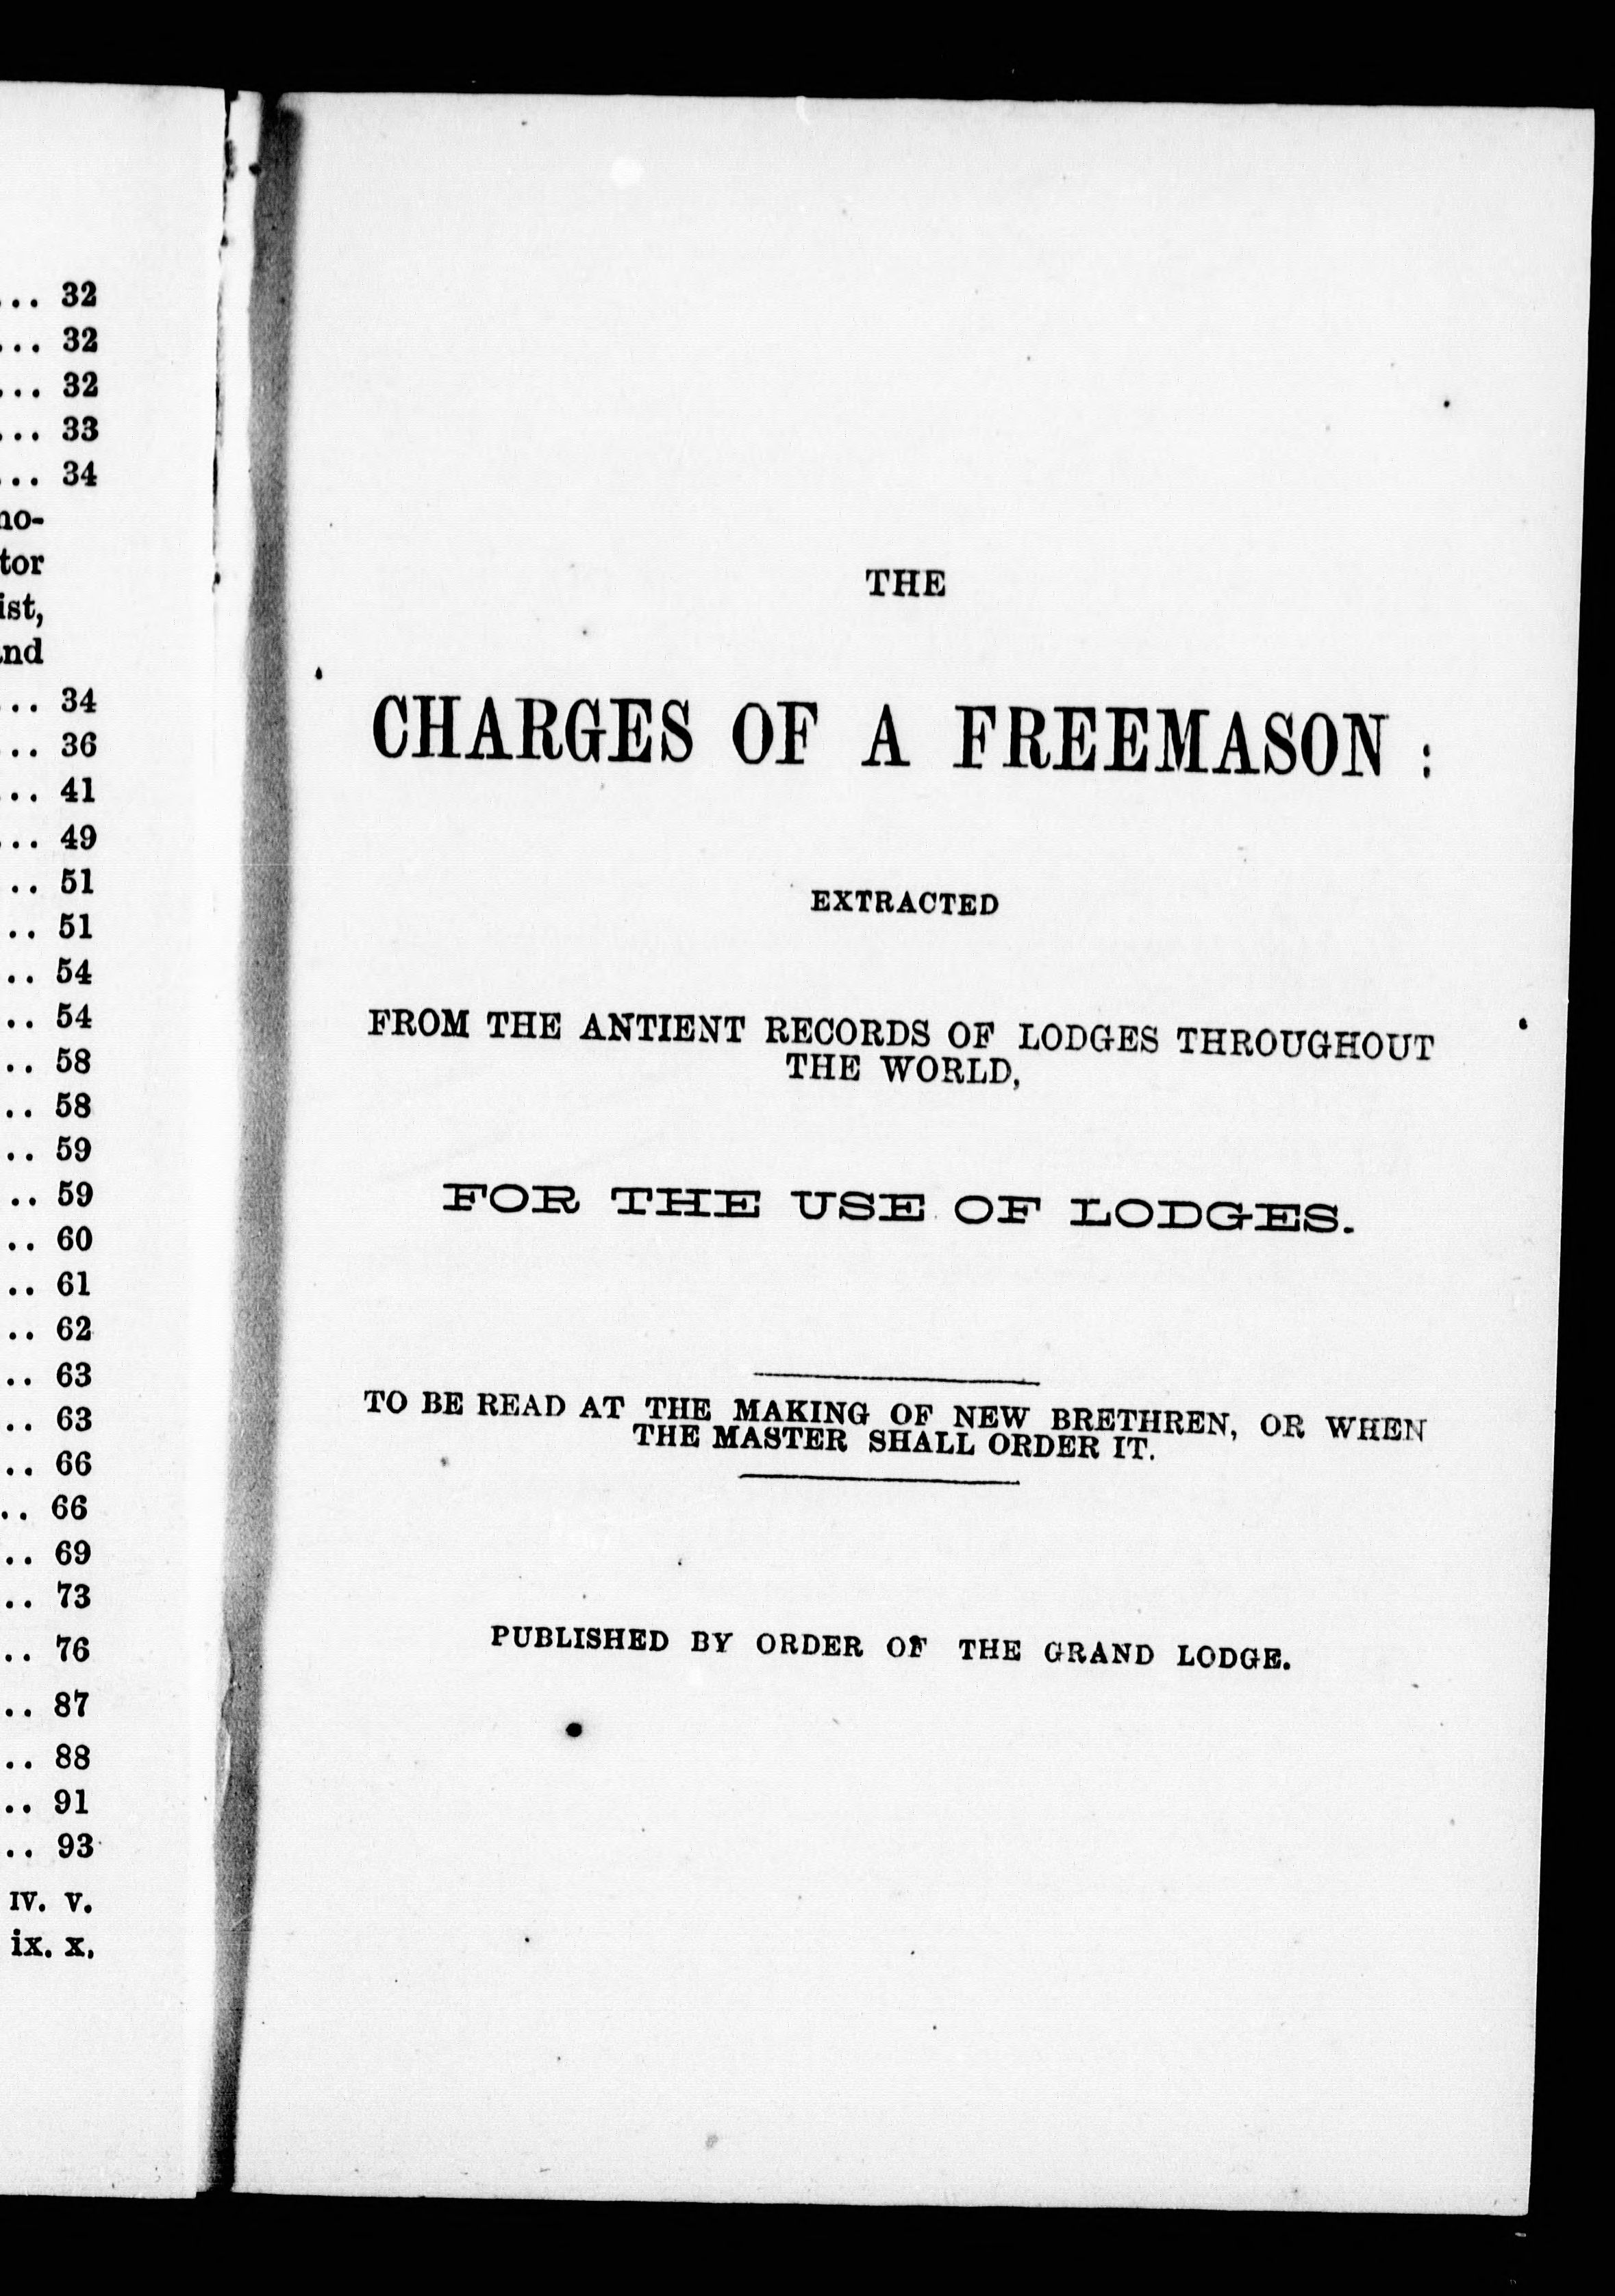 ... 32
... 32
... 32
... 33
... 34
no-
tor
ist,
and
... 34
... 36
... 41
... 49
.. 51
.. 51
.. 54
.. 54
.. 58
.. 58
.. 59
.. 59
.. 60
.. 61
.. 62
.. 63
.. 63
.. 66
.. 66
.. 69
.. 73
.. 76
.. 87
.. 88
.. 91
.. 93
IV. V.
ix. x.
THE
CHARGES OF A FREEMASON :
EXTRACTED
FROM THE ANTIENT RECORDS OF LODGES THROUGHOUT
THE WORLD,
FOR THE USE OF LODGES.
TO BE READ AT THE MAKING OF NEW BRETHREN, OR WHEN
THE MASTER SHALL ORDER IT.
PUBLISHED BY ORDER OF THE GRAND LODGE.